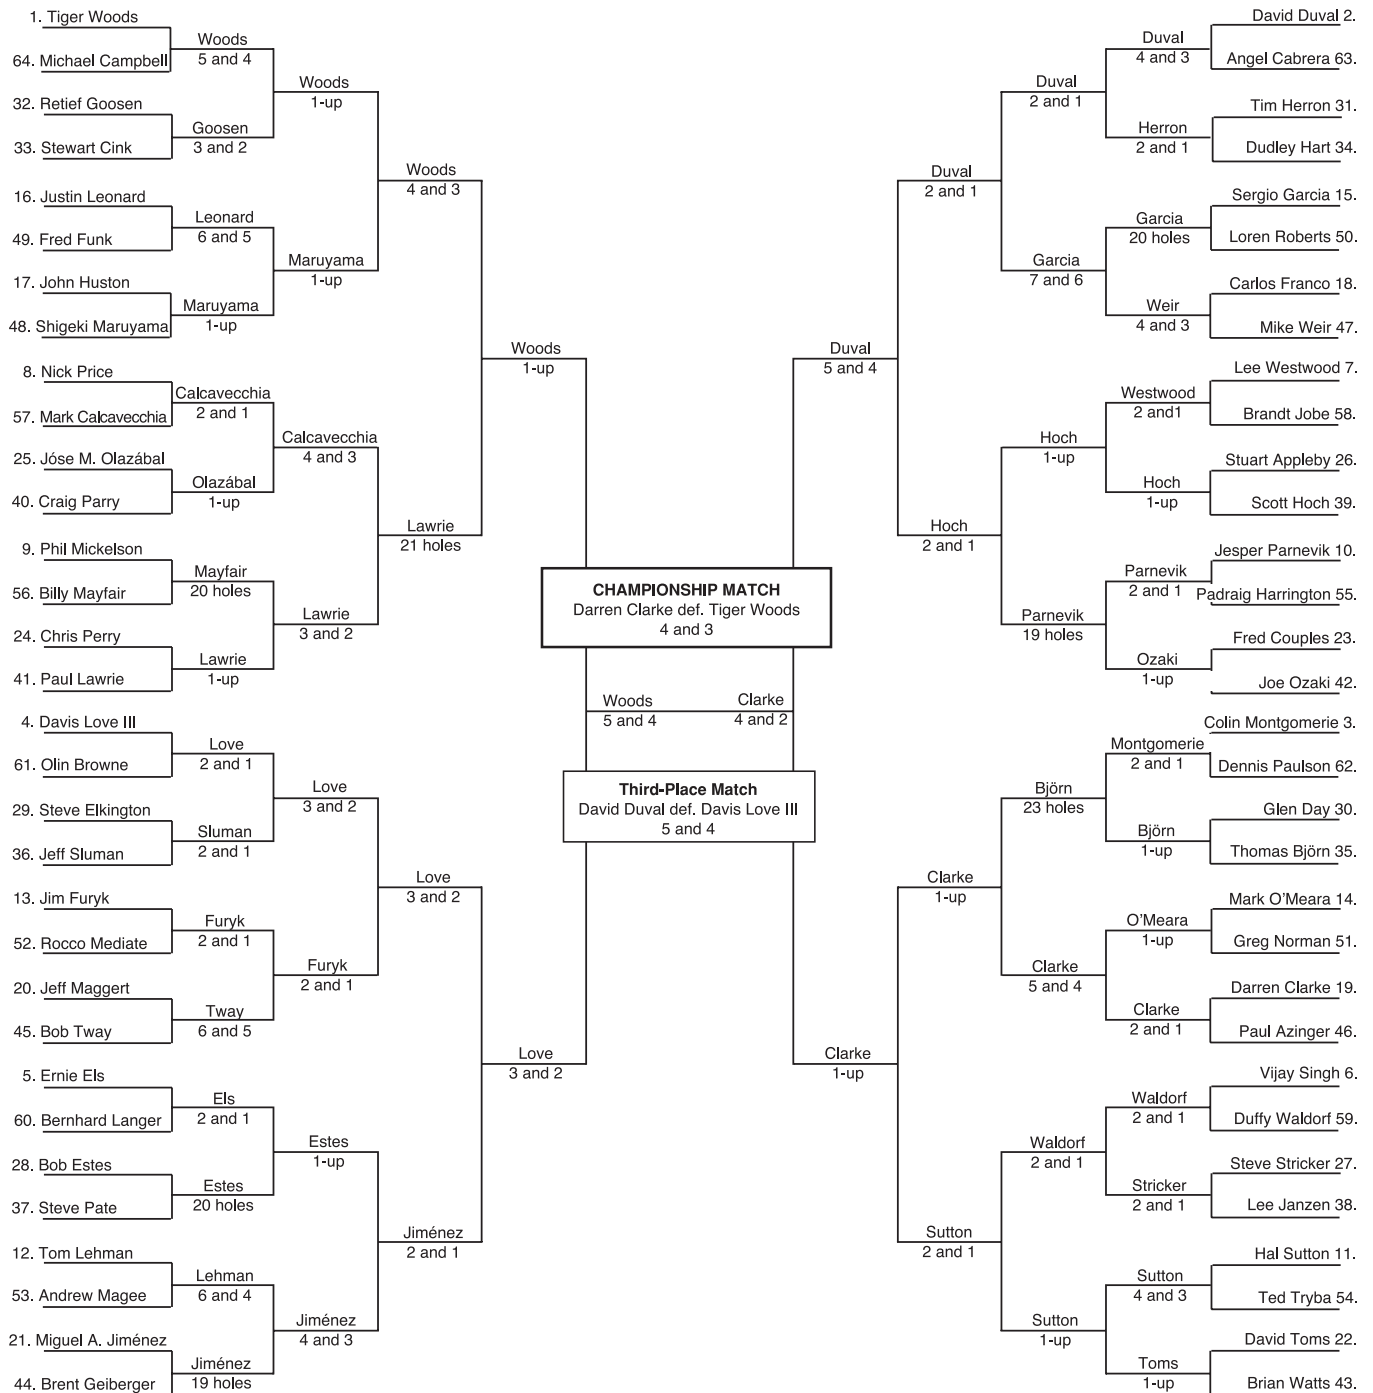 1. Tiger Woods
64. Michael Campbell
32. Retief Goosen
33. Stewart Cink
16. Justin Leonard
49. Fred Funk
17. John Huston
48. Shigeki Maruyama
8. Nick Price
57. Mark Calcavecchia
25. Jóse M. Olazábal
40. Craig Parry
9. Phil Mickelson
56. Billy Mayfair
24. Chris Perry
41. Paul Lawrie
4. Davis Love III
61. Olin Browne
29. Steve Elkington
36. Jeff Sluman
13. Jim Furyk
52. Rocco Mediate
20. Jeff Maggert
45. Bob Tway
5. Ernie Els
60. Bernhard Langer
28. Bob Estes
37. Steve Pate
12. Tom Lehman
53. Andrew Magee
21. Miguel A. Jiménez
44. Brent Geiberger
Woods
5 and 4
Goosen
3 and 2
Leonard
6 and 5
Maruyama
1-up
Calcavecchia
2 and 1
Olazábal
1-up
Mayfair
20 holes
Lawrie
1-up
Love
2 and 1
Sluman
2 and 1
Furyk
2 and 1
Tway
6 and 5
Els
2 and 1
Estes
20 holes
Lehman
6 and 4
Jiménez
19 holes
Woods
1-up
Maruyama
1-up
Calcavecchia
4 and 3
Lawrie
3 and 2
Love
3 and 2
Furyk
2 and 1
Estes
1-up
Jiménez
4 and 3
Woods
4 and 3
Lawrie
21 holes
Love
3 and 2
Jiménez
2 and 1
Woods
1-up
Love
3 and 2
CHAMPIONSHIP MATCH
Darren Clarke def. Tiger Woods
4 and 3
Woods
5 and 4
Clarke
4 and 2
Third-Place Match
David Duval def. Davis Love III
5 and 4
Duval
5 and 4
Clarke
1-up
Duval
2 and 1
Hoch
2 and 1
Clarke
1-up
Sutton
2 and 1
Duval
2 and 1
Garcia
7 and 6
Hoch
1-up
Parnevik
19 holes
Björn
23 holes
Clarke
5 and 4
Waldorf
2 and 1
Sutton
1-up
Duval
4 and 3
Herron
2 and 1
Garcia
20 holes
Weir
4 and 3
Westwood
2 and1
Hoch
1-up
Parnevik
2 and 1
Ozaki
1-up
Montgomerie
2 and 1
Björn
1-up
O'Meara
1-up
Clarke
2 and 1
Waldorf
2 and 1
Stricker
2 and 1
Sutton
4 and 3
Toms
1-up
David Duval 2.
Angel Cabrera 63.
Tim Herron 31.
Dudley Hart 34.
Sergio Garcia 15.
Loren Roberts 50.
Carlos Franco 18.
Mike Weir 47.
Lee Westwood 7.
Brandt Jobe 58.
Stuart Appleby 26.
Scott Hoch 39.
Jesper Parnevik 10.
Padraig Harrington 55.
Fred Couples 23.
Joe Ozaki 42.
Colin Montgomerie 3.
Dennis Paulson 62.
Glen Day 30.
Thomas Björn 35.
Mark O'Meara 14.
Greg Norman 51.
Darren Clarke 19.
Paul Azinger 46.
Vijay Singh 6.
Duffy Waldorf 59.
Steve Stricker 27.
Lee Janzen 38.
Hal Sutton 11.
Ted Tryba 54.
David Toms 22.
Brian Watts 43.